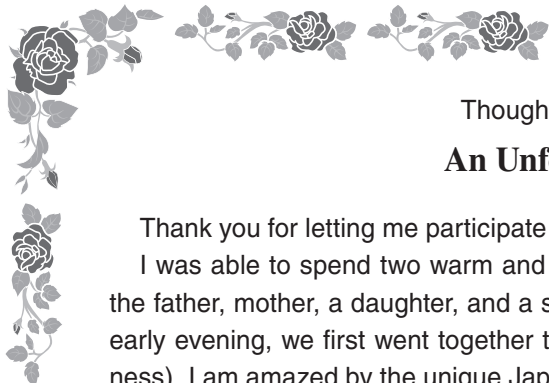 Though
An Unf
Thank you for letting me participate
I was able to spend two warm and
the father, mother, a daughter, and a s
early evening, we first went together t
ness). I am amazed by the unique Jap